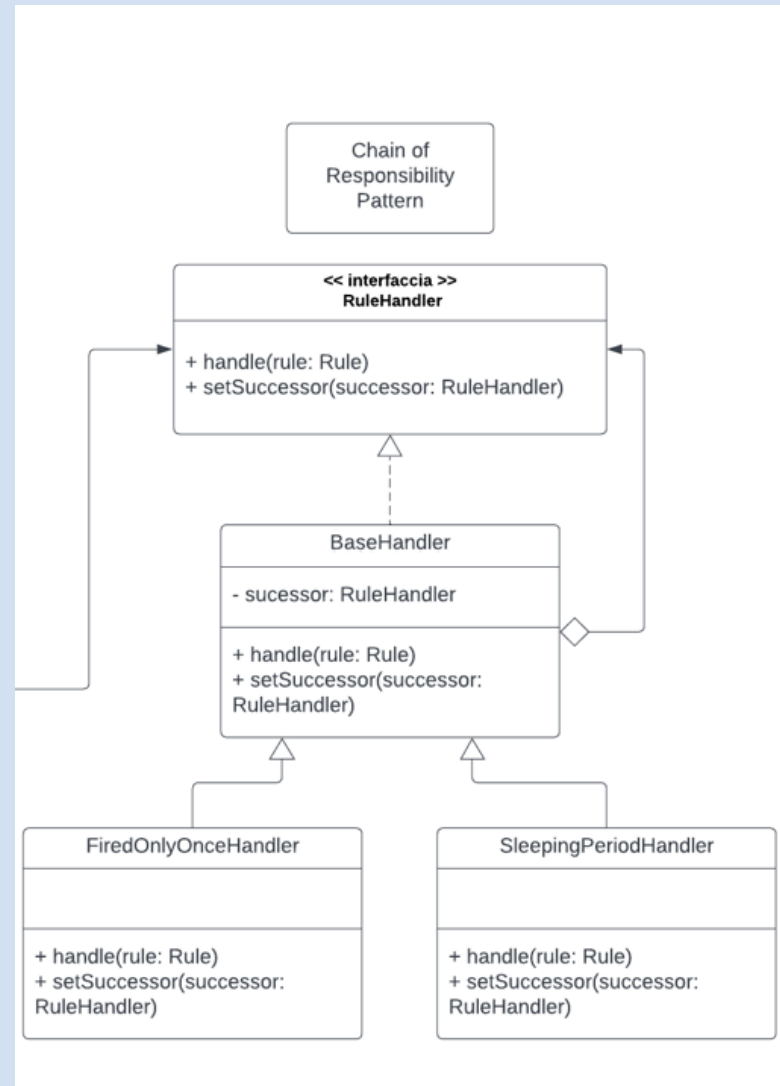 Chain of
Responsibility
Pattern
<< interfaccia >>
RuleHandler
+ handle(rule: Rule)
+ setSuccessor(successor: RuleHandler)
BaseHandler
- sucessor: RuleHandler
+ handle(rule: Rule)
+ setSuccessor(successor:
RuleHandler)
FiredOnlyOnceHandler
+ handle(rule: Rule)
+ setSuccessor(successor:
RuleHandler)
SleepingPeriodHandler
+ handle(rule: Rule)
+ setSuccessor(successor:
RuleHandler)